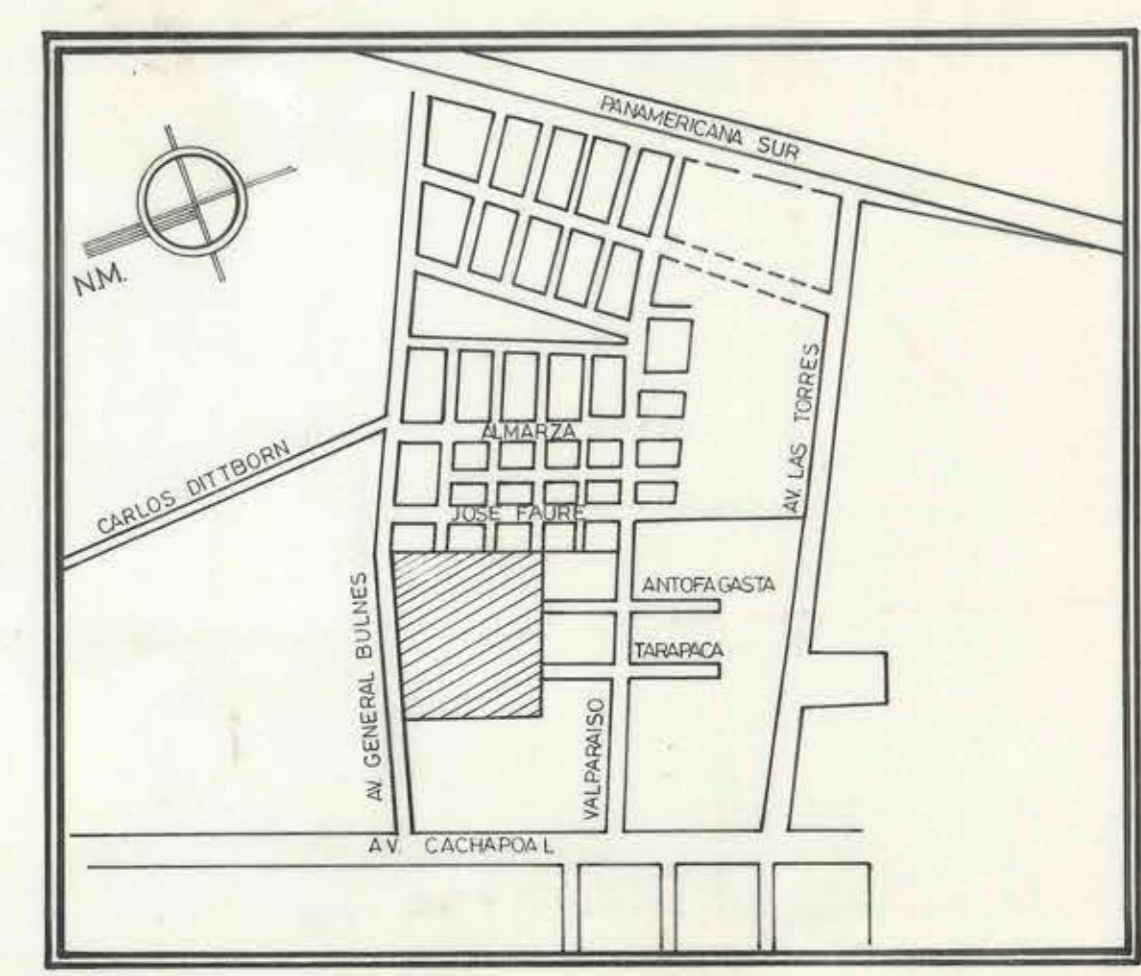 PANAMERICANA SUR
N.M.
CARLOS DITTBORN
ALMARZA
AV. LAS TORRES
JOSE FAURE
AV. GENERAL BULNES
ANTOFAGASTA
TARAPACA
VALPARAISO
AV. CACHAPOAL